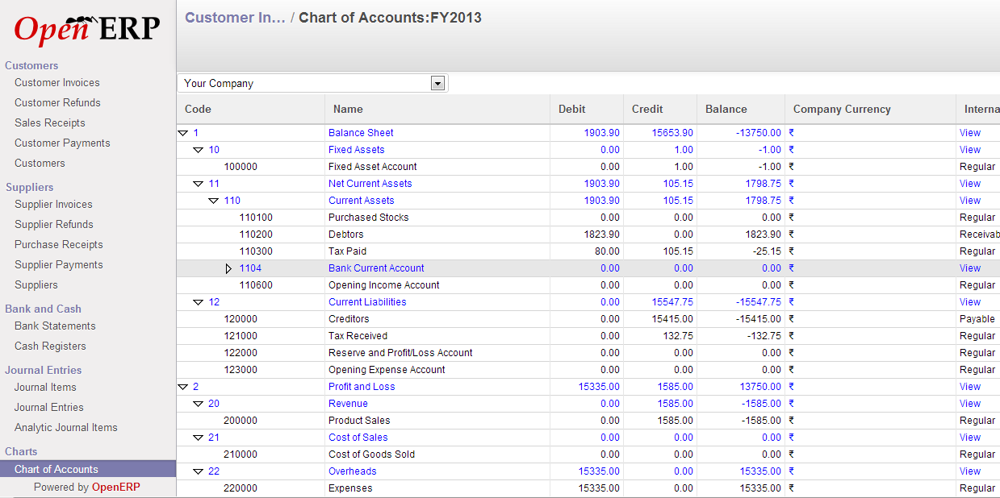 Open ERP
Customer In... / Chart of Accounts:FY2013
Customers
Customer Invoices
Customer Refunds
Sales Receipts
Customer Payments
Customers
Suppliers
Supplier Invoices
Supplier Refunds
Purchase Receipts
Supplier Payments
Suppliers
Bank and Cash
Bank Statements
Cash Registers
Journal Entries
Journal Items
Journal Entries
Analytic Journal Items
Charts
Chart of Accounts
Powered by OpenERP
Your Company
Code Name Debit Credit Balance Company Currency Interna
1 Balance Sheet 1903.90 15653.90 -13750.00 ₹ View
10 Fixed Assets 0.00 1.00 -1.00 ₹ View
100000 Fixed Asset Account 0.00 1.00 -1.00 ₹ Regular
11 Net Current Assets 1903.90 105.15 1798.75 ₹ View
110 Current Assets 1903.90 105.15 1798.75 ₹ View
110100 Purchased Stocks 0.00 0.00 0.00 ₹ Regular
110200 Debtors 1823.90 0.00 1823.90 ₹ Receivab
110300 Tax Paid 80.00 105.15 -25.15 ₹ Regular
1104 Bank Current Account 0.00 0.00 0.00 ₹ View
110600 Opening Income Account 0.00 0.00 0.00 ₹ Regular
12 Current Liabilities 0.00 15547.75 -15547.75 ₹ View
120000 Creditors 0.00 15415.00 -15415.00 ₹ Payable
121000 Tax Received 0.00 132.75 -132.75 ₹ Regular
122000 Reserve and Profit/Loss Account 0.00 0.00 0.00 ₹ Regular
123000 Opening Expense Account 0.00 0.00 0.00 ₹ Regular
2 Profit and Loss 15335.00 1585.00 13750.00 ₹ View
20 Revenue 0.00 1585.00 -1585.00 ₹ View
200000 Product Sales 0.00 1585.00 -1585.00 ₹ Regular
21 Cost of Sales 0.00 0.00 0.00 ₹ View
210000 Cost of Goods Sold 0.00 0.00 0.00 ₹ Regular
22 Overheads 15335.00 0.00 15335.00 ₹ View
220000 Expenses 15335.00 0.00 15335.00 ₹ Regular